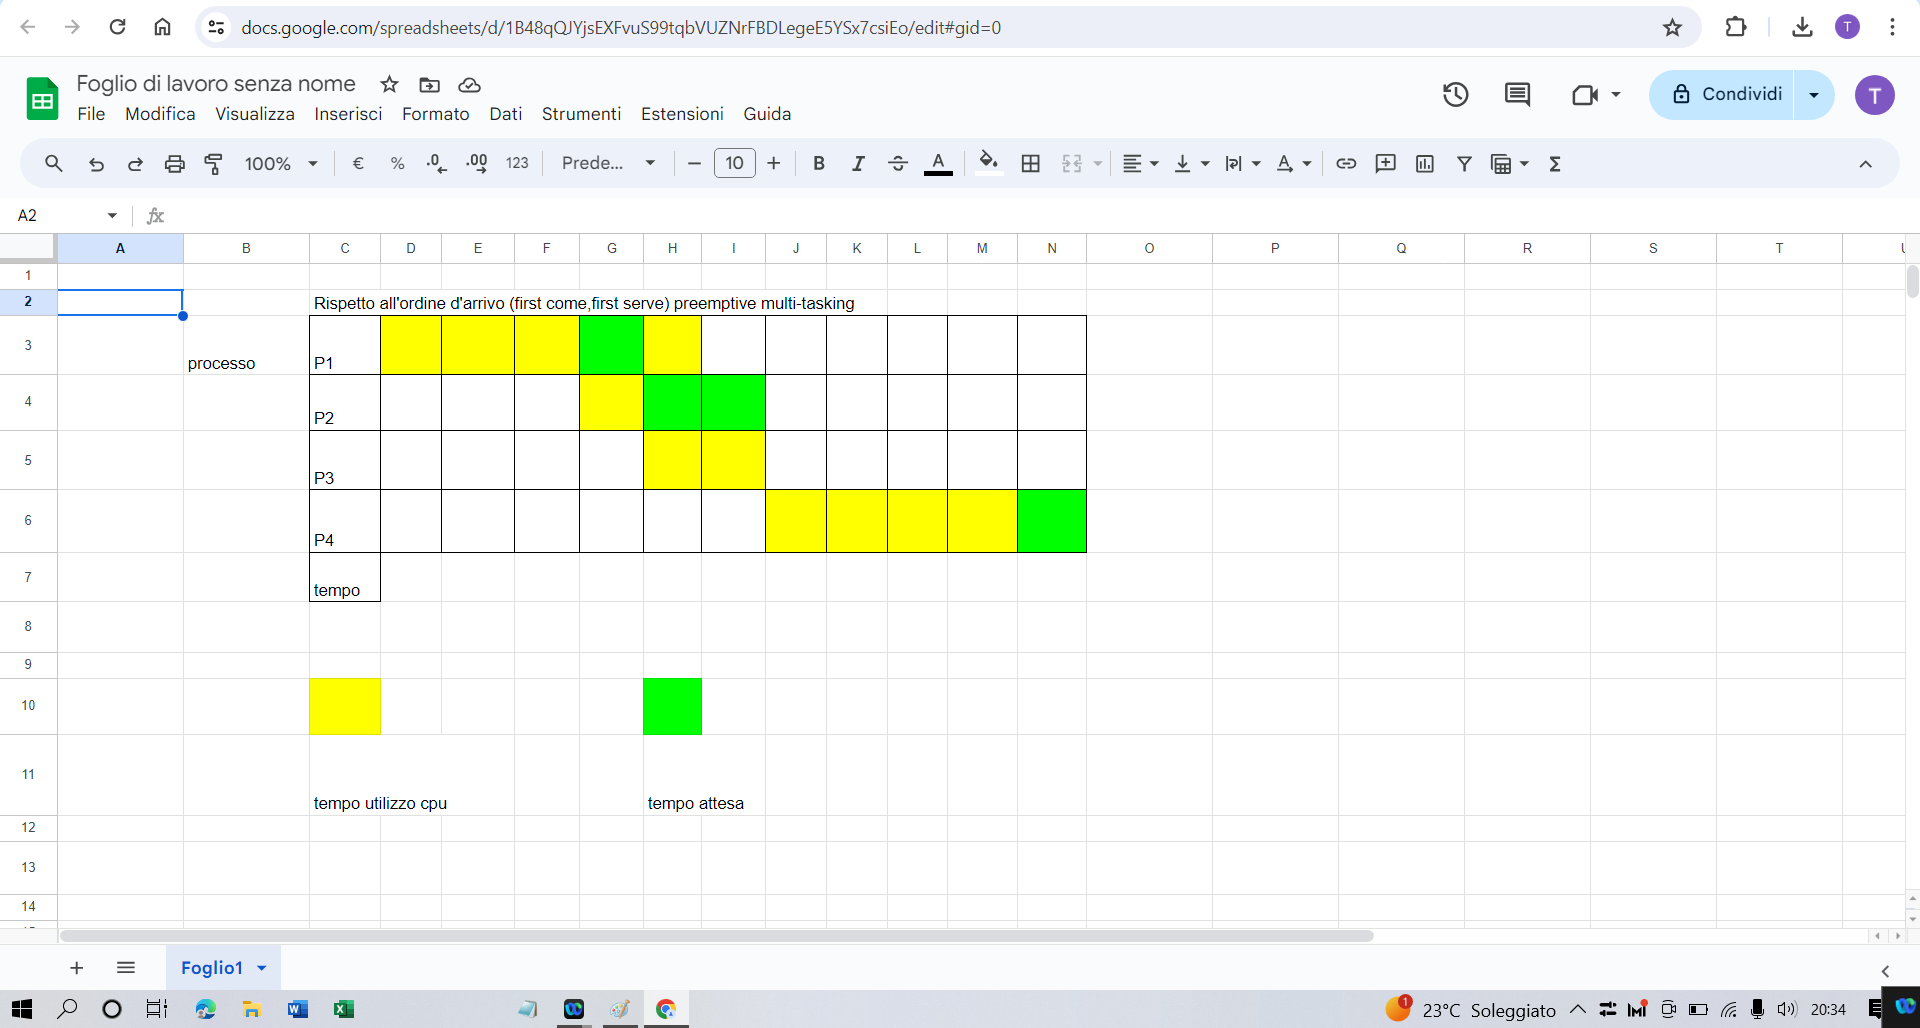 docs.google.com/spreadsheets/d/1B48qQJYjsEXFvuS99tqbVUZNrFBDLegeE5YSx7csiEo/edit#gid=0
T
Foglio di lavoro senza nome
File Modifica Visualizza Inserisci Formato Dati Strumenti Estensioni Guida
Condividi
T
100% € % .0 .00 123 Prede... 10 B I A
A2 fx
A B C D E F G H I J K L M N O P Q R S T
1
2 Rispetto all'ordine d'arrivo (first come,first serve) preemptive multi-tasking
3 processo P1
4 P2
5 P3
6 P4
7 tempo
8
9
10
11 tempo utilizzo cpu tempo attesa
12
13
14
Foglio1
1 23°C Soleggiato 20:34